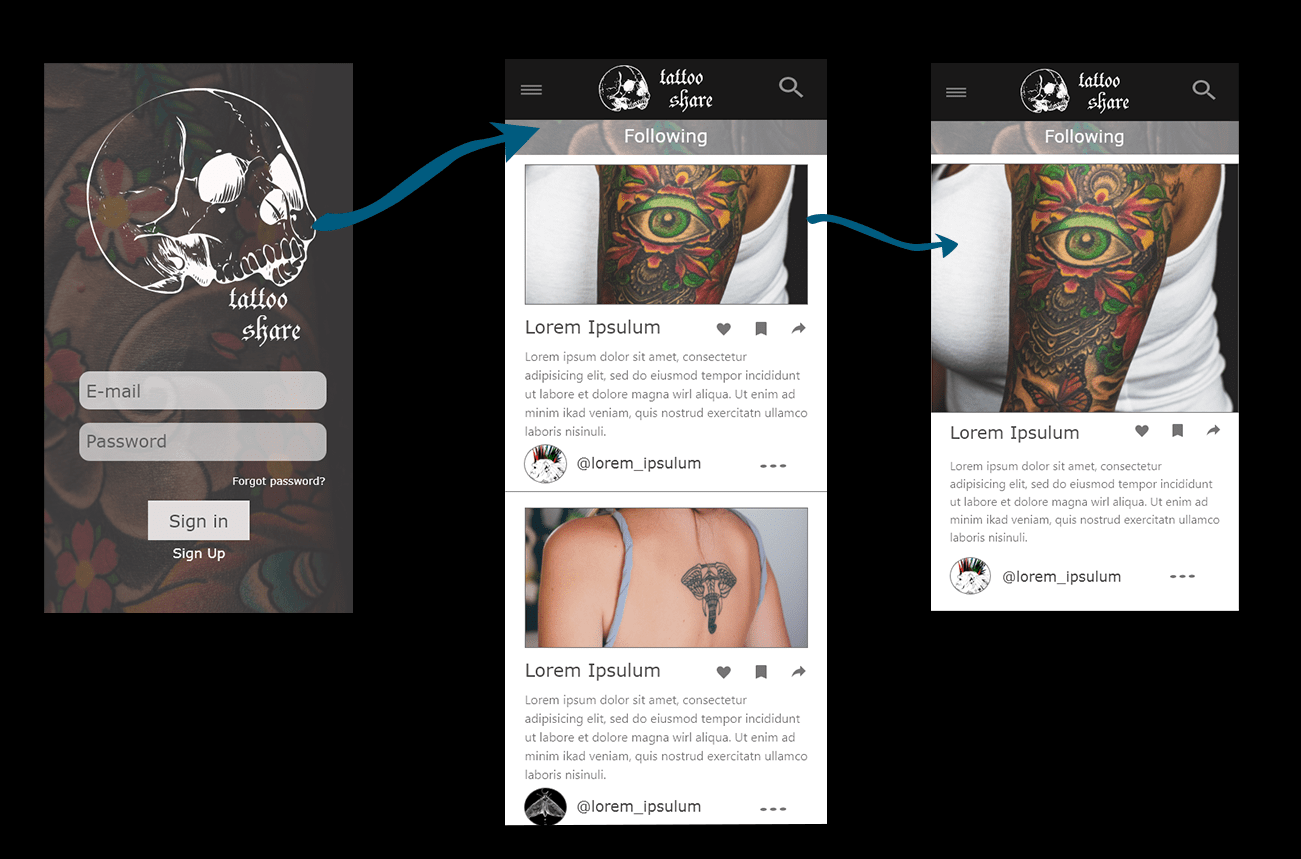 tattoo
share
E-mail
Password
Forgot password?
Sign in
Sign Up
tattoo
share
Following
Lorem Ipsulum
Lorem ipsum dolor sit amet, consectetur
adipisicing elit, sed do eiusmod tempor incididunt
ut labore et dolore magna wirl aliqua. Ut enim ad
minim ikad veniam, quis nostrud exercitatn ullamco
laboris nisinuli.
@lorem_ipsulum
Lorem Ipsulum
Lorem ipsum dolor sit amet, consectetur
adipisicing elit, sed do eiusmod tempor incididunt
ut labore et dolore magna wirl aliqua. Ut enim ad
minim ikad veniam, quis nostrud exercitatn ullamco
laboris nisinuli.
@lorem_ipsulum
tattoo
share
Following
Lorem Ipsulum
Lorem ipsum dolor sit amet, consectetur
adipisicing elit, sed do eiusmod tempor incididunt
ut labore et dolore magna wirl aliqua. Ut enim ad
minim ikad veniam, quis nostrud exercitatn ullamco
laboris nisinuli.
@lorem_ipsulum